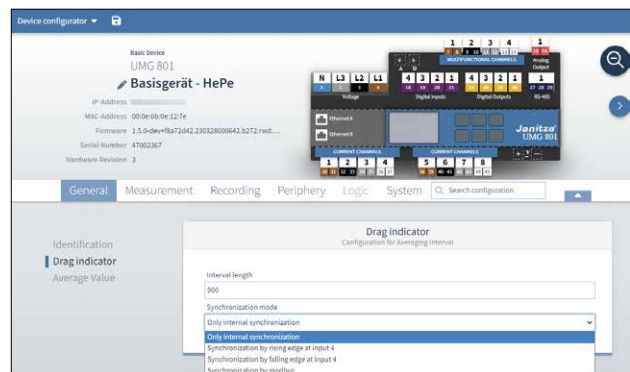 Device configurator
Basic Device
UMG 801
Basisgerät - HePe
IP-Address
MAC-Address 00:0e:6b:0e:12:7e
Firmware 1.5.0-dev+f8a72d42.230328000642.b272.rwd....
Serial Number 47002367
Hardware Revision 3
1 2 3 4 1
MULTIFUNCTIONAL CHANNELS
Analog
Output
N L3 L2 L1 4 3 2 1 4 3 2 1 1
Voltage Digital Inputs Digital Outputs RS-485
Ethernet A
Ethernet B
Janitza
UMG 801
CURRENT CHANNELS CURRENT CHANNELS
1 2 3 4 5 6 7 8
General Measurement Recording Periphery Logic System Search configuration
Identification
Drag indicator
Average Value
Drag indicator
Configuration for Averaging Interval
Interval length
900
Synchronization mode
Only internal synchronization
Only internal synchronization
Synchronization by rising edge at input 4
Synchronization by falling edge at input 4
Synchronization by modbus